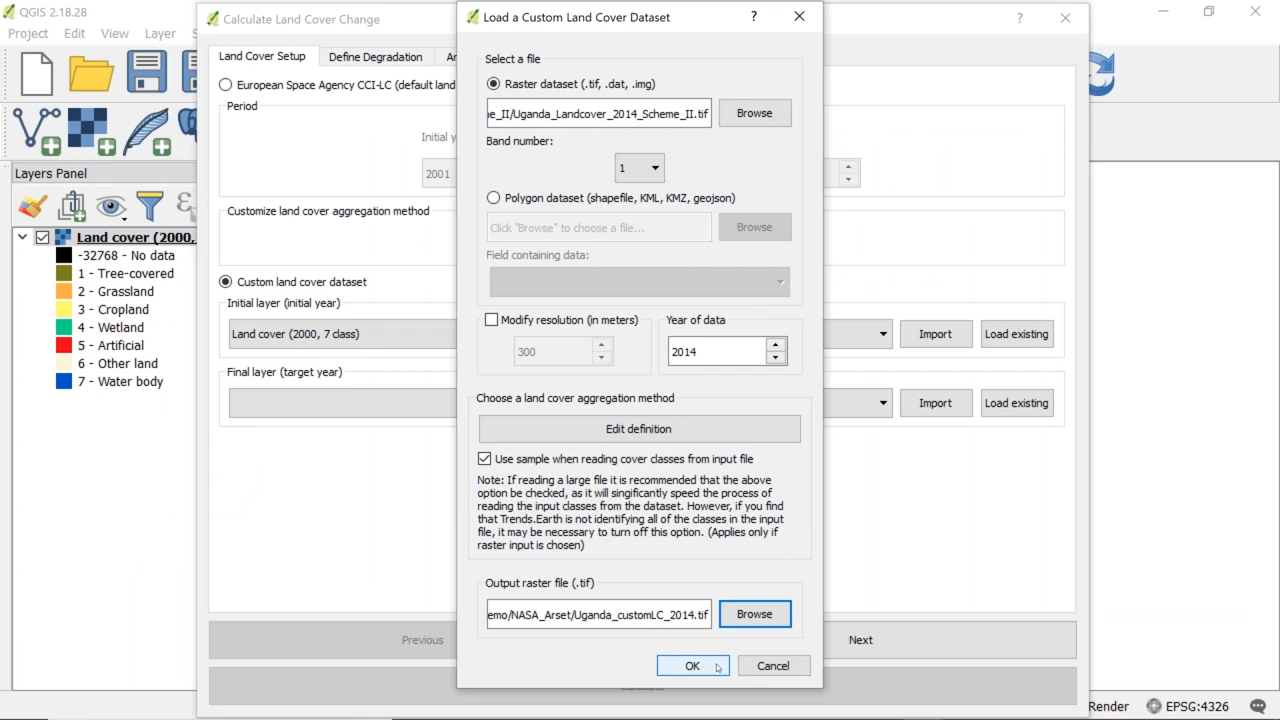 QGIS 2.18.28
Project Edit View Layer
Layers Panel
Land cover (2000,
-32768 - No data
1 - Tree-covered
2 - Grassland
3 - Cropland
4 - Wetland
5 - Artificial
6 - Other land
7 - Water body
Calculate Land Cover Change
?
Land Cover Setup
Define Degradation
European Space Agency CCI-LC (default land
Period
Initial y
2001
Customize land cover aggregation method
Custom land cover dataset
Initial layer (initial year)
Land cover (2000, 7 class)
Import
Load existing
Final layer (target year)
Import
Load existing
Previous
Next
Load a Custom Land Cover Dataset
?
Select a file
Raster dataset (.tif, .dat, .img)
e_II/Uganda_Landcover_2014_Scheme_II.tif
Browse
Band number:
1
Polygon dataset (shapefile, KML, KMZ, geojson)
Click "Browse" to choose a file...
Browse
Field containing data:
Modify resolution (in meters)
300
Year of data
2014
Choose a land cover aggregation method
Edit definition
Use sample when reading cover classes from input file
Note: If reading a large file it is recommended that the above
option be checked, as it will singificantly speed the process of
reading the input classes from the dataset. However, if you find
that Trends.Earth is not identifying all of the classes in the input
file, it may be necessary to turn off this option. (Applies only if
raster input is chosen)
Output raster file (.tif)
emo/NASA_Arset/Uganda_customLC_2014.tif
Browse
OK
Cancel
Render
EPSG:4326